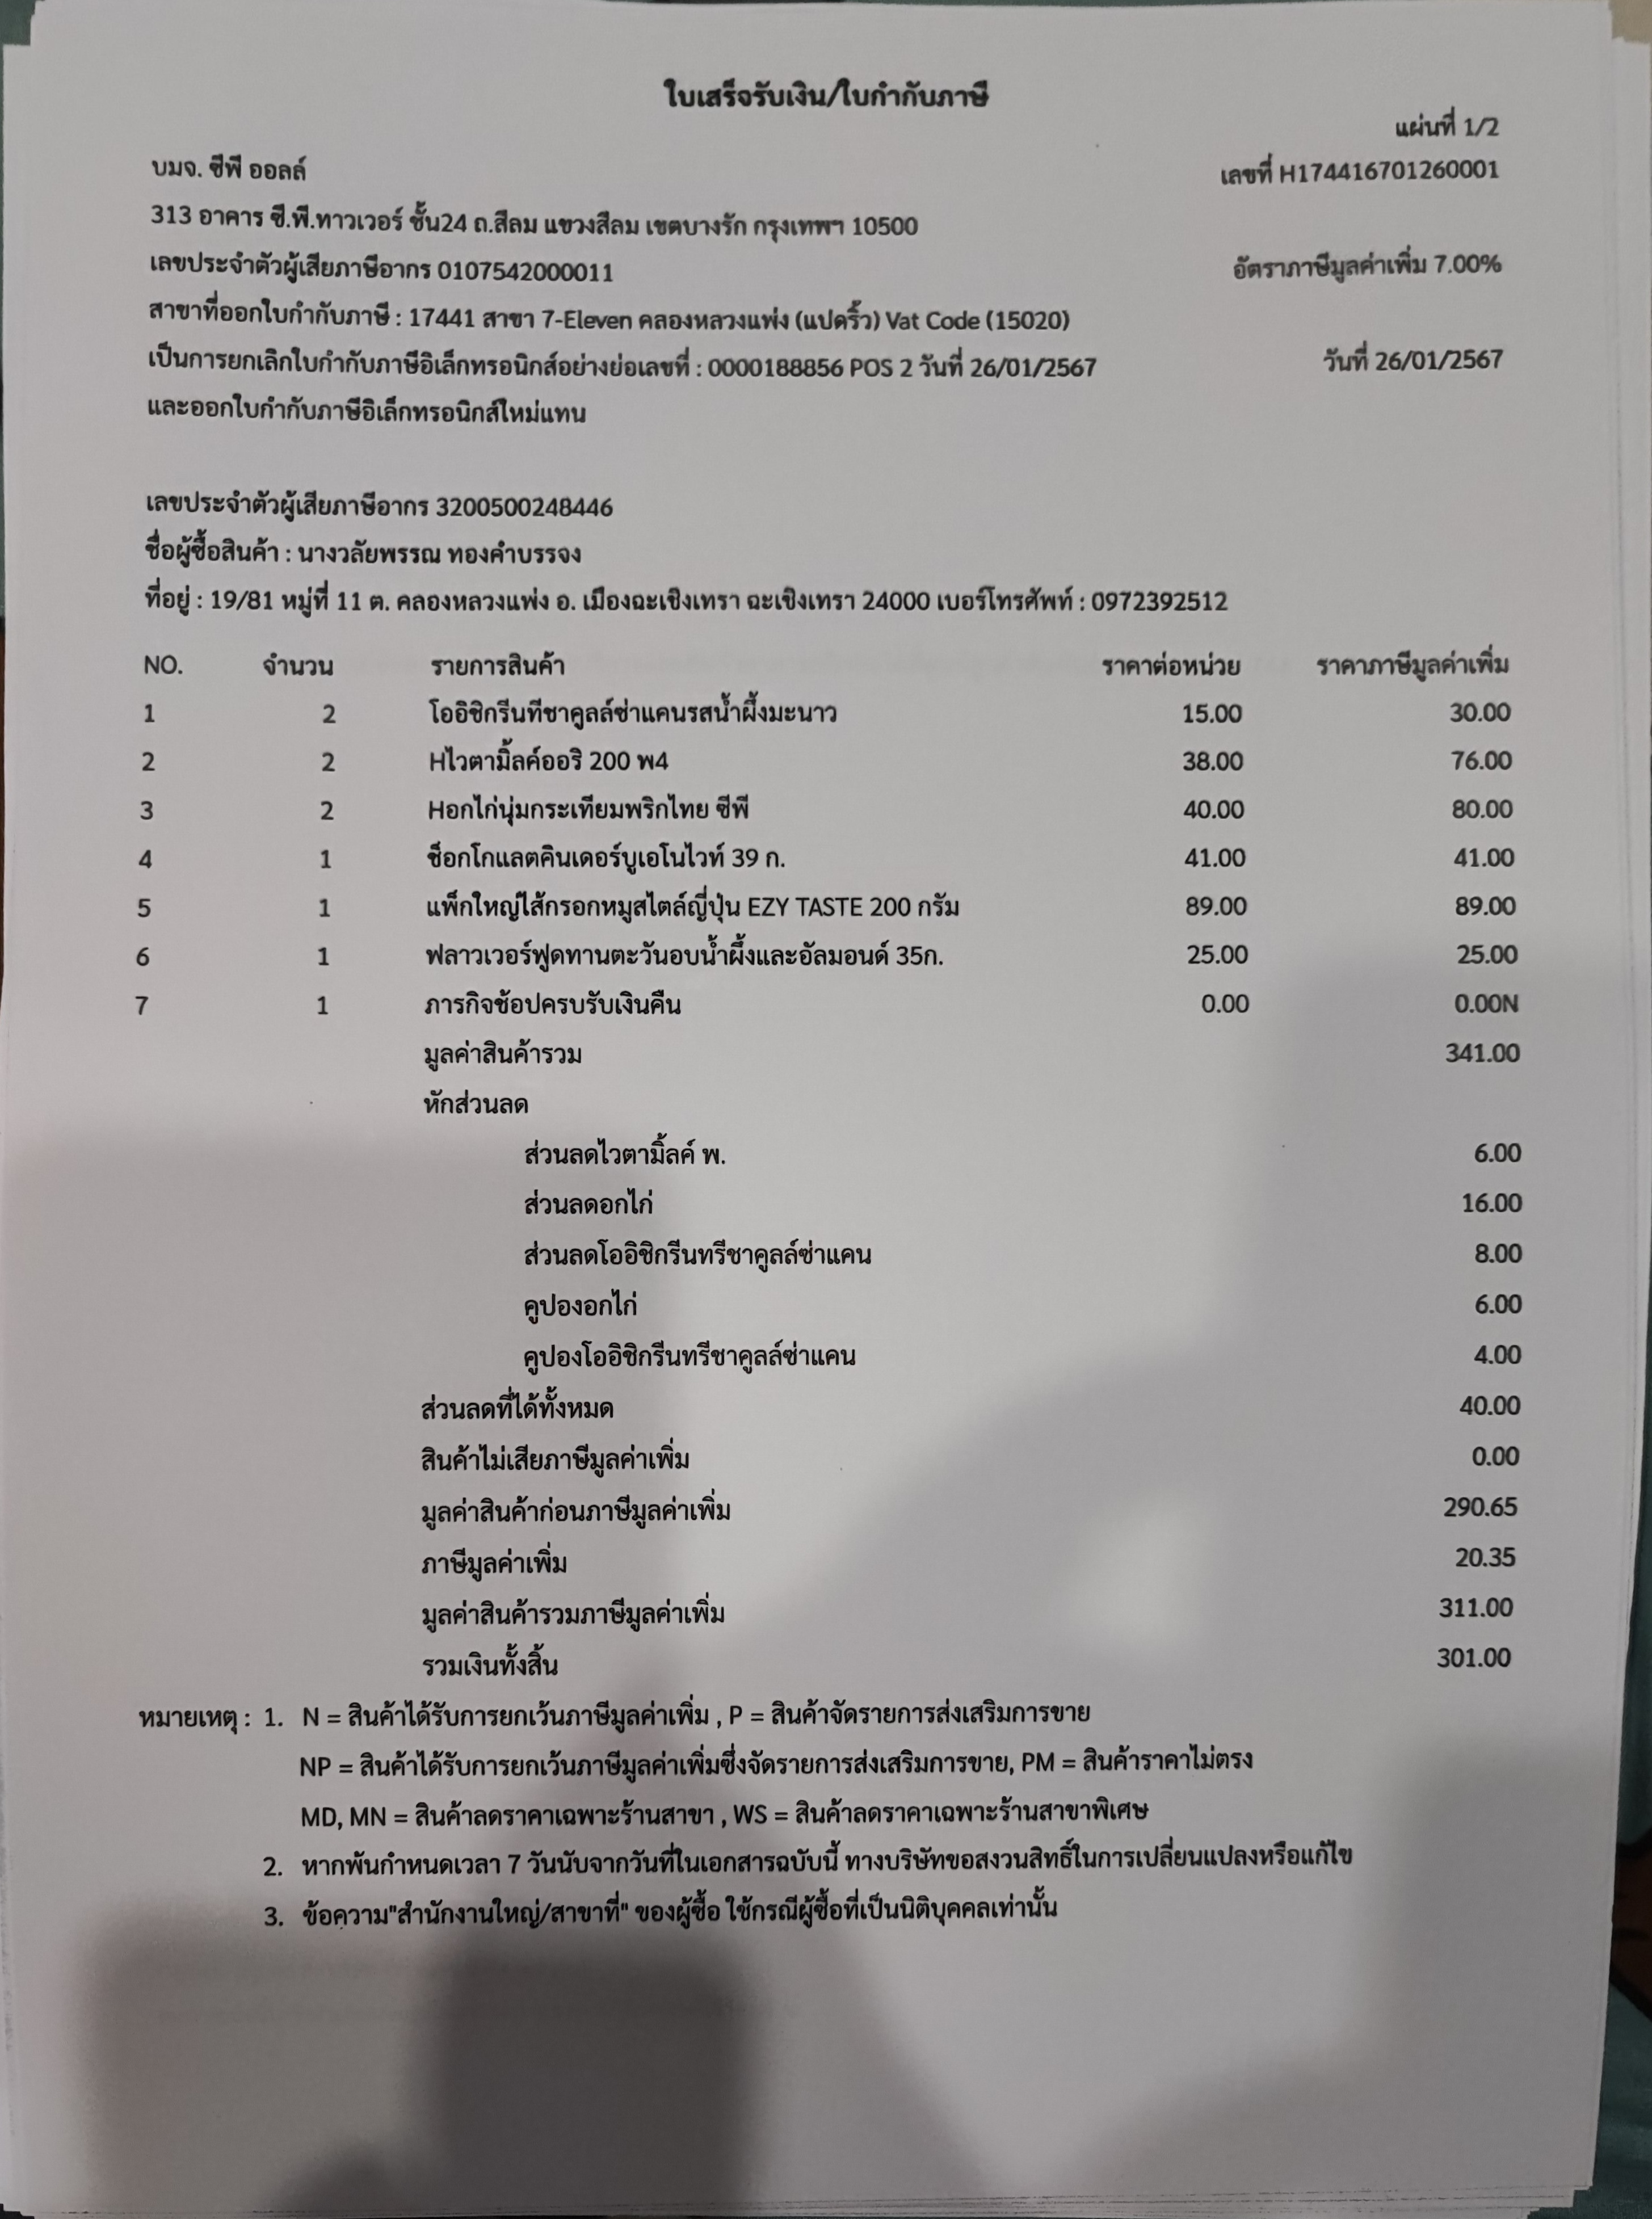 ใบเสร็จรับเงิน/ใบกำกับภาษี
แผ่นที่ 1/2
บมจ. ซีพี ออลล์ เลขที่ H174416701260001
313 อาคาร ซี.พี.ทาวเวอร์ ชั้น24 ถ.สีลม แขวงสีลม เขตบางรัก กรุงเทพฯ 10500
เลขประจำตัวผู้เสียภาษีอากร 0107542000011 อัตราภาษีมูลค่าเพิ่ม 7.00%
สาขาที่ออกใบกำกับภาษี : 17441 สาขา 7-Eleven คลองหลวงแพ่ง (แปดริ้ว) Vat Code (15020)
เป็นการยกเลิกใบกำกับภาษีอิเล็กทรอนิกส์อย่างย่อเลขที่ : 0000188856 POS 2 วันที่ 26/01/2567 วันที่ 26/01/2567
และออกใบกำกับภาษีอิเล็กทรอนิกส์ใหม่แทน
เลขประจำตัวผู้เสียภาษีอากร 3200500248446
ชื่อผู้ซื้อสินค้า : นางวลัยพรรณ ทองคำบรรจง
ที่อยู่ : 19/81 หมู่ที่ 11 ต. คลองหลวงแพ่ง อ. เมืองฉะเชิงเทรา ฉะเชิงเทรา 24000 เบอร์โทรศัพท์ : 0972392512
NO. จำนวน รายการสินค้า ราคาต่อหน่วย ราคาภาษีมูลค่าเพิ่ม
1 2 โออิชิกรีนทีชาคูลล์ซ่าแคนรสน้ำผึ้งมะนาว 15.00 30.00
2 2 Hไวตามิ้ลค์ออริ 200 พ4 38.00 76.00
3 2 Hอกไก่นุ่มกระเทียมพริกไทย ซีพี 40.00 80.00
4 1 ช็อกโกแลตคินเดอร์บูเอโนไวท์ 39 ก. 41.00 41.00
5 1 แพ็กใหญ่ไส้กรอกหมูสไตล์ญี่ปุ่น EZY TASTE 200 กรัม 89.00 89.00
6 1 ฟลาวเวอร์ฟูดทานตะวันอบน้ำผึ้งและอัลมอนด์ 35ก. 25.00 25.00
7 1 ภารกิจช้อปครบรับเงินคืน 0.00 0.00N
มูลค่าสินค้ารวม 341.00
หักส่วนลด
ส่วนลดไวตามิ้ลค์ พ. 6.00
ส่วนลดอกไก่ 16.00
ส่วนลดโออิชิกรีนทรีชาคูลล์ซ่าแคน 8.00
คูปองอกไก่ 6.00
คูปองโออิชิกรีนทรีชาคูลล์ซ่าแคน 4.00
ส่วนลดที่ได้ทั้งหมด 40.00
สินค้าไม่เสียภาษีมูลค่าเพิ่ม 0.00
มูลค่าสินค้าก่อนภาษีมูลค่าเพิ่ม 290.65
ภาษีมูลค่าเพิ่ม 20.35
มูลค่าสินค้ารวมภาษีมูลค่าเพิ่ม 311.00
รวมเงินทั้งสิ้น 301.00
หมายเหตุ : 1. N = สินค้าได้รับการยกเว้นภาษีมูลค่าเพิ่ม , P = สินค้าจัดรายการส่งเสริมการขาย
NP = สินค้าได้รับการยกเว้นภาษีมูลค่าเพิ่มซึ่งจัดรายการส่งเสริมการขาย, PM = สินค้าราคาไม่ตรง
MD, MN = สินค้าลดราคาเฉพาะร้านสาขา , WS = สินค้าลดราคาเฉพาะร้านสาขาพิเศษ
2. หากพ้นกำหนดเวลา 7 วันนับจากวันที่ในเอกสารฉบับนี้ ทางบริษัทขอสงวนสิทธิ์ในการเปลี่ยนแปลงหรือแก้ไข
3. ข้อความ"สำนักงานใหญ่/สาขาที่" ของผู้ซื้อ ใช้กรณีผู้ซื้อที่เป็นนิติบุคคลเท่านั้น